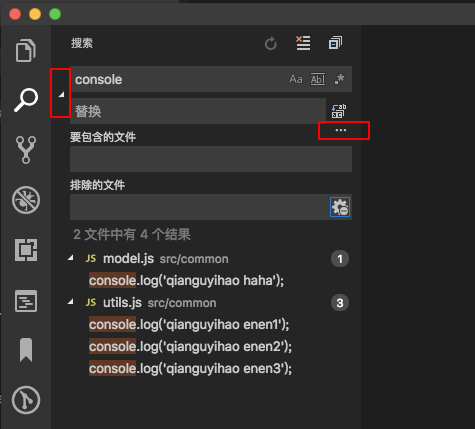 搜索
console
Aa Abl .*
替换
...
要包含的文件
排除的文件
2 文件中有 4 个结果
JS model.js src/common 1
console.log('qianguyihao haha');
JS utils.js src/common 3
console.log('qianguyihao enen1');
console.log('qianguyihao enen2');
console.log('qianguyihao enen3');